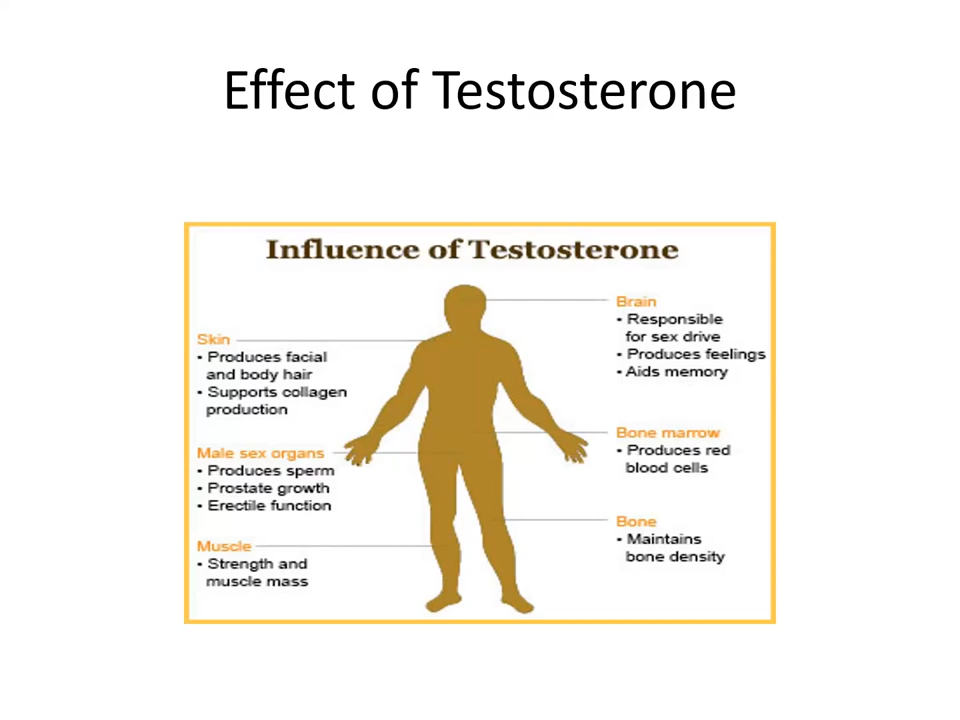 Effect of Testosterone
Influence of Testosterone
Skin
• Produces facial
and body hair
• Supports collagen
production
Male sex organs
• Produces sperm
• Prostate growth
• Erectile function
Muscle
• Strength and
muscle mass
Brain
• Responsible
for sex drive
• Produces feelings
• Aids memory
Bone marrow
• Produces red
blood cells
Bone
• Maintains
bone density